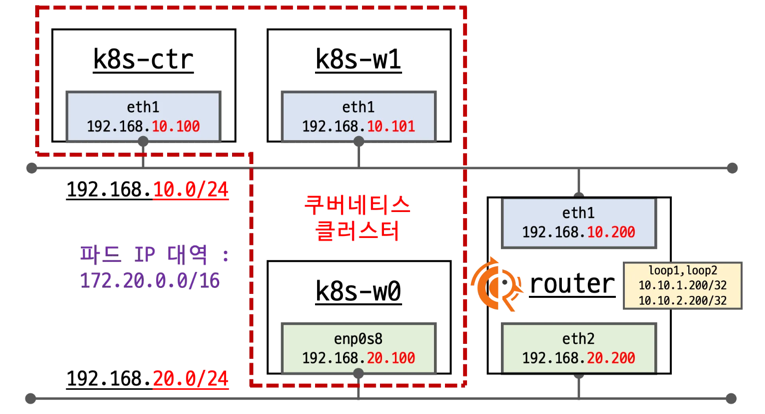 k8s-ctr
eth1
192.168.10.100
k8s-w1
eth1
192.168.10.101
192.168.10.0/24
쿠버네티스
클러스터
파드 IP 대역 :
172.20.0.0/16
eth1
192.168.10.200
router
loop1,loop2
10.10.1.200/32
10.10.2.200/32
k8s-w0
enp0s8
192.168.20.100
eth2
192.168.20.200
192.168.20.0/24